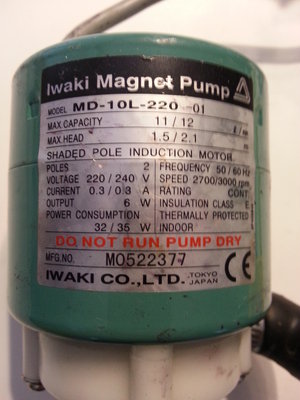 Iwaki Magnet Pump
MODEL MD-10L-220 -01
MAX CAPACITY 11 / 12
MAX HEAD 1.5 / 2.1 m
SHADED POLE INDUCTION MOTOR
POLES 2 FREQUENCY 50 / 60 Hz
VOLTAGE 220 / 240 V SPEED 2700/3000 rpm
CURRENT 0.3 / 0.3 A RATING CONT.
OUTPUT 6 W INSULATION CLASS E
POWER CONSUMPTION THERMALLY PROTECTED
32 / 35 W INDOOR
DO NOT RUN PUMP DRY
MFG.NO. M0522377
IWAKI CO.,LTD. TOKYO JAPAN CE